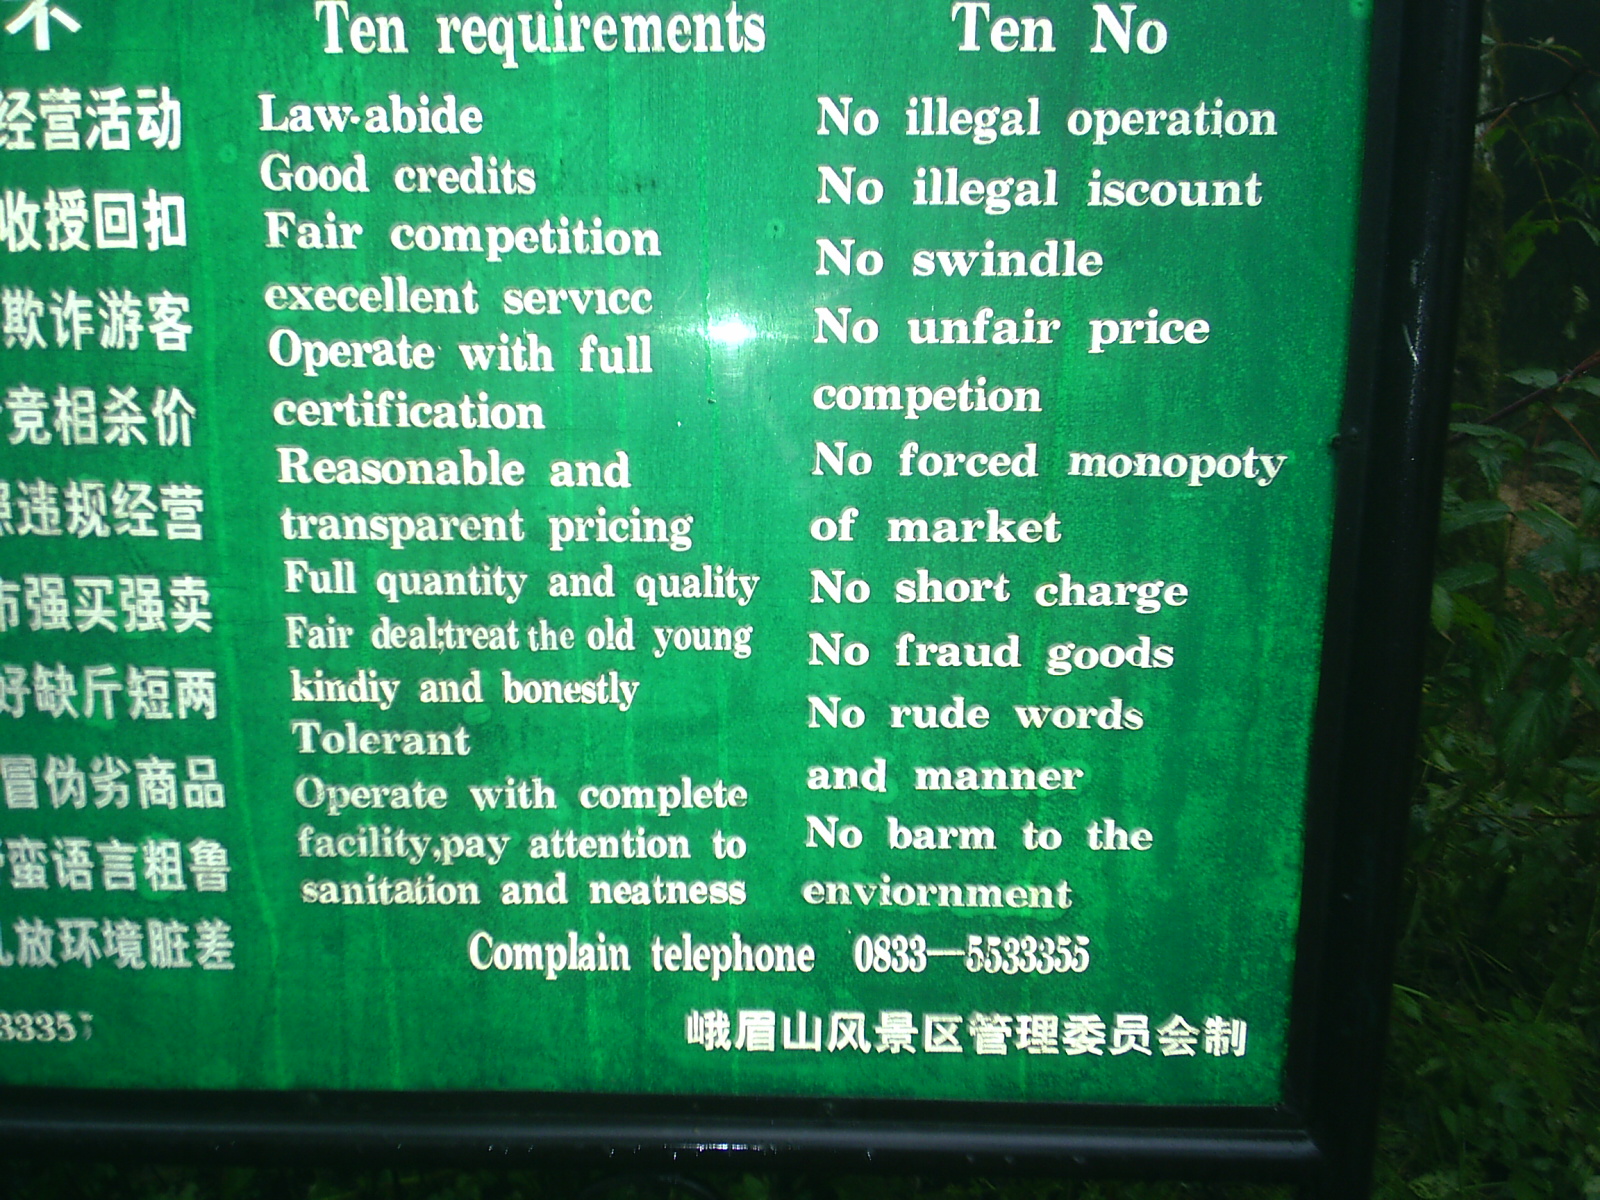 不
经营活动
收授回扣
欺诈游客
竞相杀价
违规经营
强买强卖
好缺斤短两
冒伪劣商品
蛮语言粗鲁
放环境脏差
3335
Ten requirements
Law-abide
Good credits
Fair competition
execellent servicc
Operate with full
certification
Reasonable and
transparent pricing
Full quantity and quality
Fair deal;treat the old young
kindiy and bonestly
Tolerant
Operate with complete
facility,pay attention to
sanitation and neatness
Ten No
No illegal operation
No illegal iscount
No swindle
No unfair price
competion
No forced monopoty
of market
No short charge
No fraud goods
No rude words
and manner
No barm to the
enviornment
Complain telephone 0833—5533355
峨眉山风景区管理委员会制